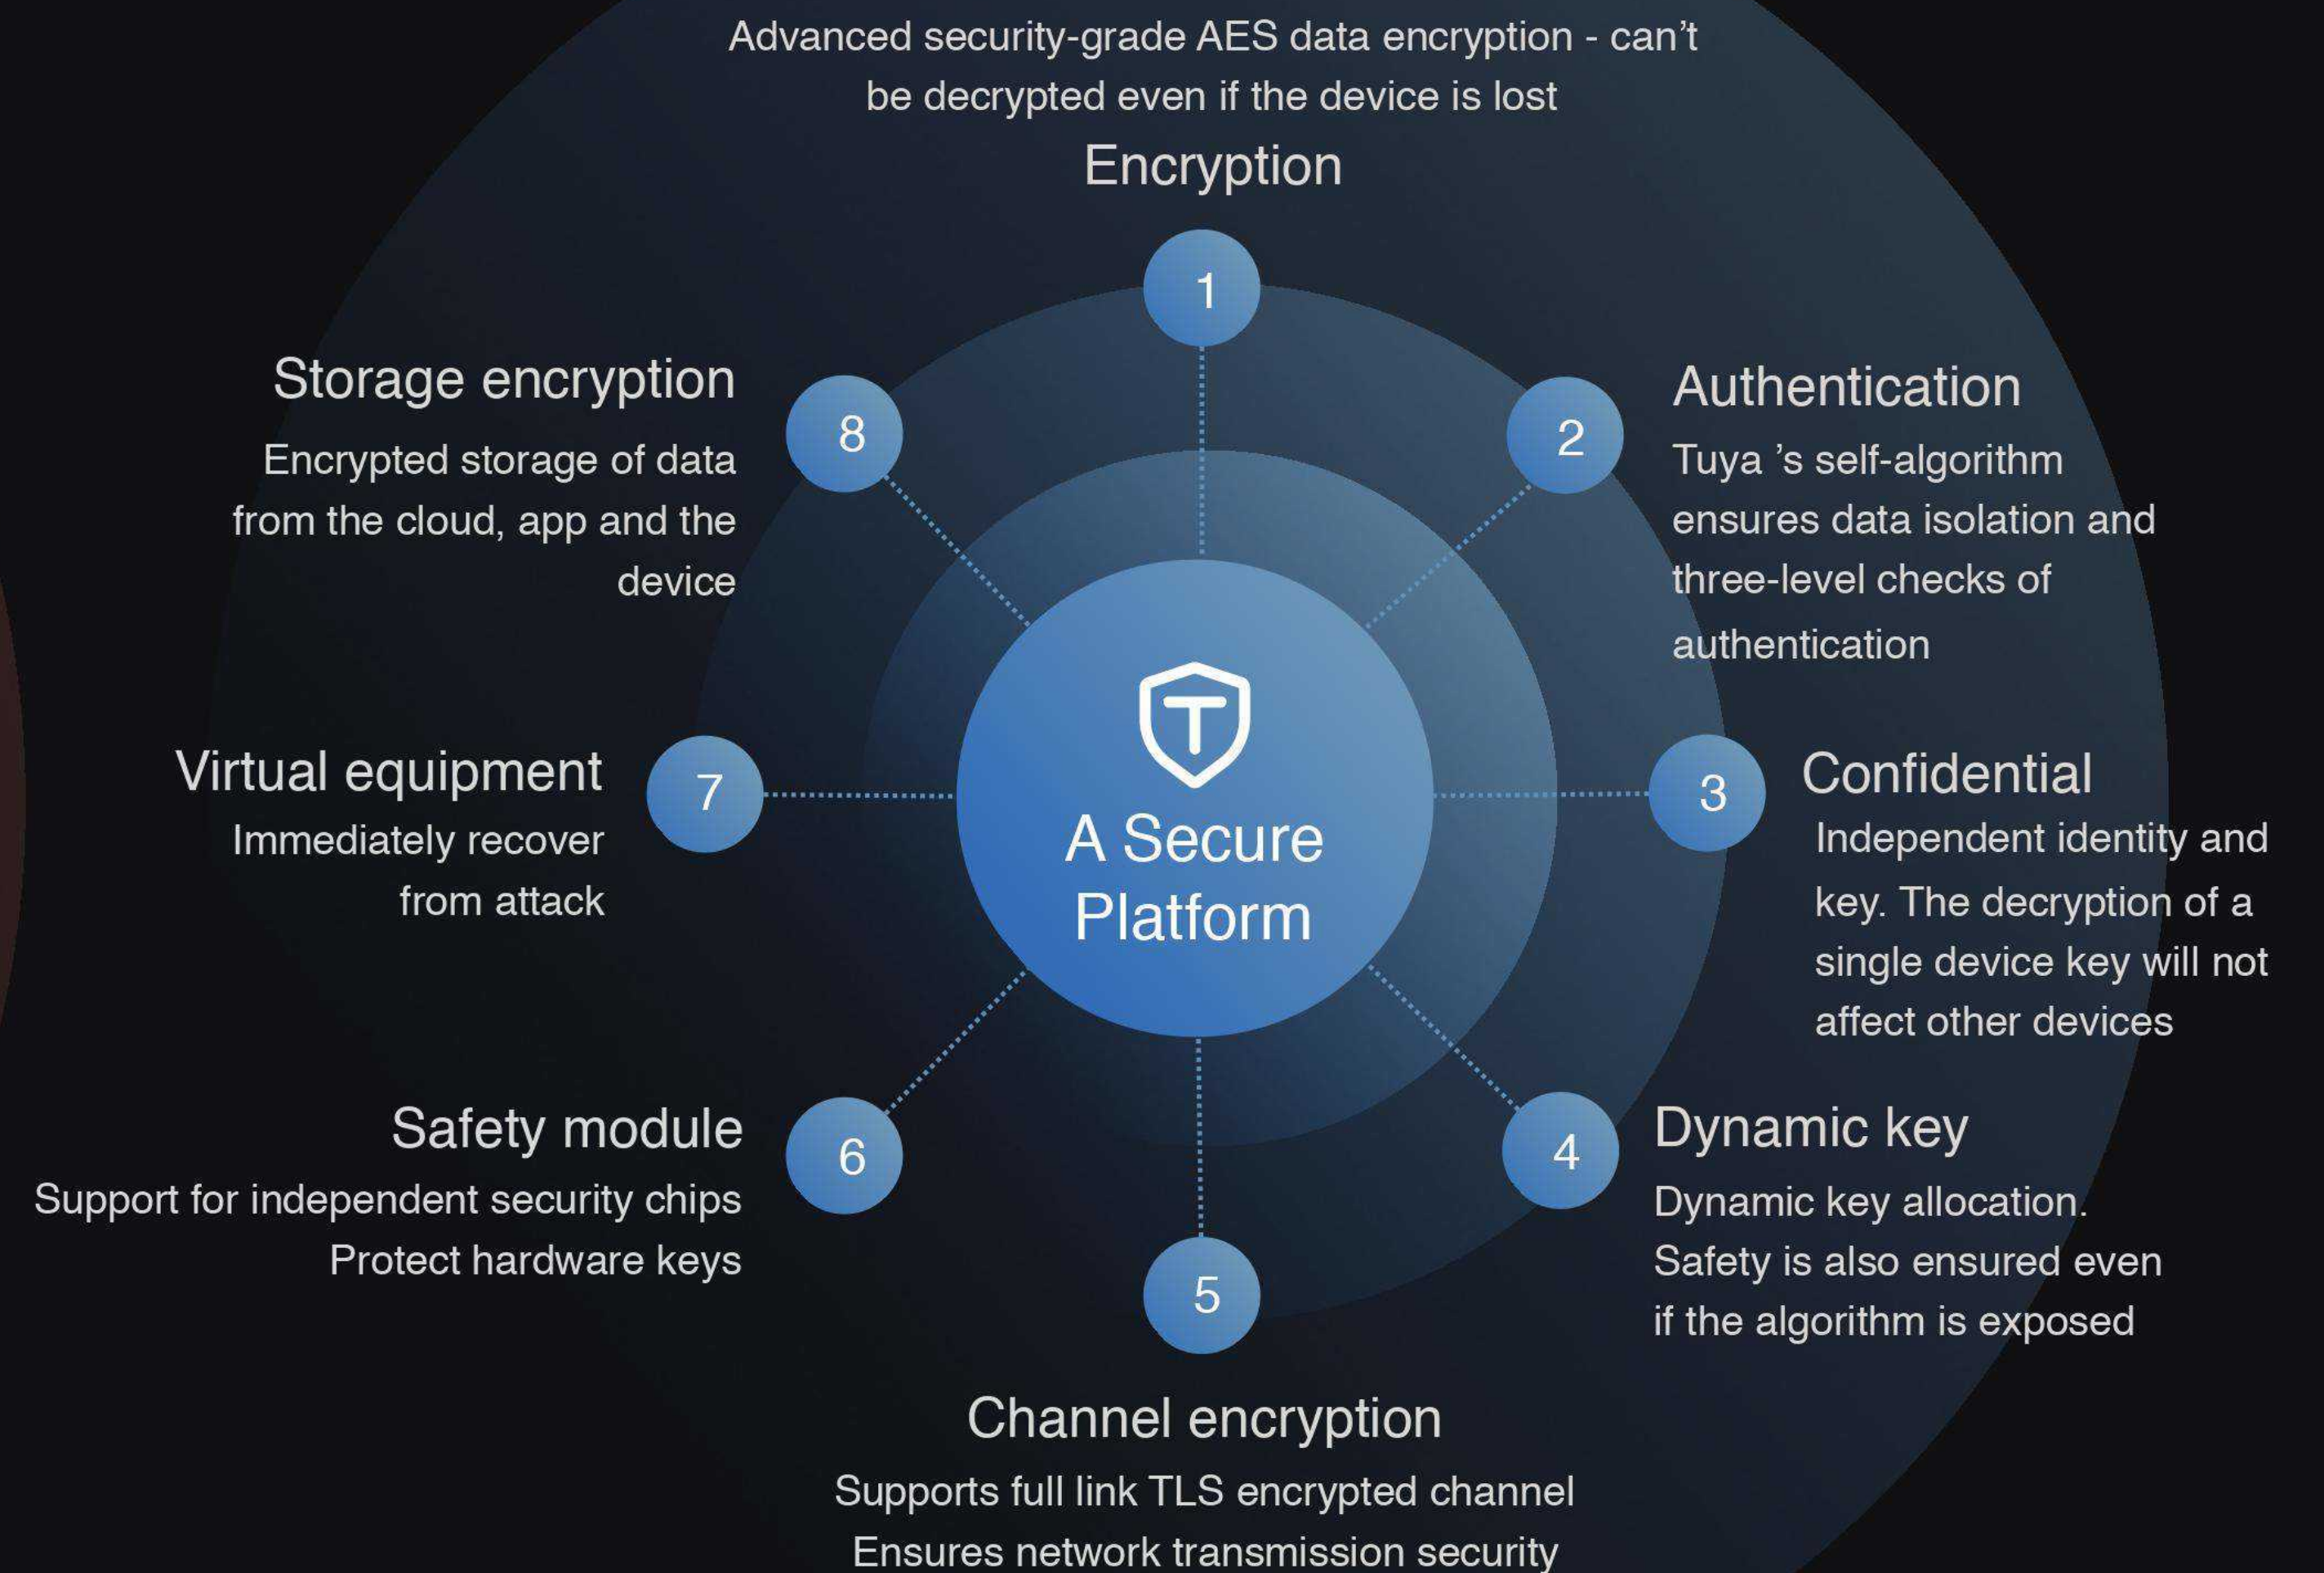 Advanced security-grade AES data encryption - can’t
be decrypted even if the device is lost
Encryption
1
2
Authentication
Tuya ’s self-algorithm
ensures data isolation and
three-level checks of
authentication
3
Confidential
Independent identity and
key. The decryption of a
single device key will not
affect other devices
4
Dynamic key
Dynamic key allocation.
Safety is also ensured even
if the algorithm is exposed
5
Channel encryption
Supports full link TLS encrypted channel
Ensures network transmission security
6
Safety module
Support for independent security chips
Protect hardware keys
7
Virtual equipment
Immediately recover
from attack
8
Storage encryption
Encrypted storage of data
from the cloud, app and the
device
T
A Secure
Platform